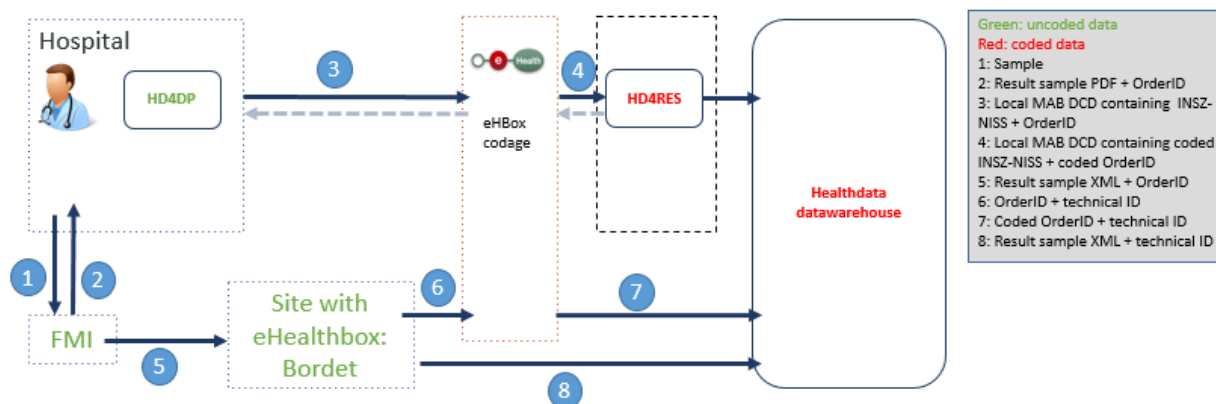 Hospital
HD4DP
3
e Health
eHBox
codage
4
HD4RES
Healthdata
datawarehouse
Green: uncoded data
Red: coded data
1: Sample
2: Result sample PDF + OrderID
3: Local MAB DCD containing INSZ-
NISS + OrderID
4: Local MAB DCD containing coded
INSZ-NISS + coded OrderID
5: Result sample XML + OrderID
6: OrderID + technical ID
7: Coded OrderID + technical ID
8: Result sample XML + technical ID
1
2
FMI
5
Site with
eHealthbox:
Bordet
6
7
8